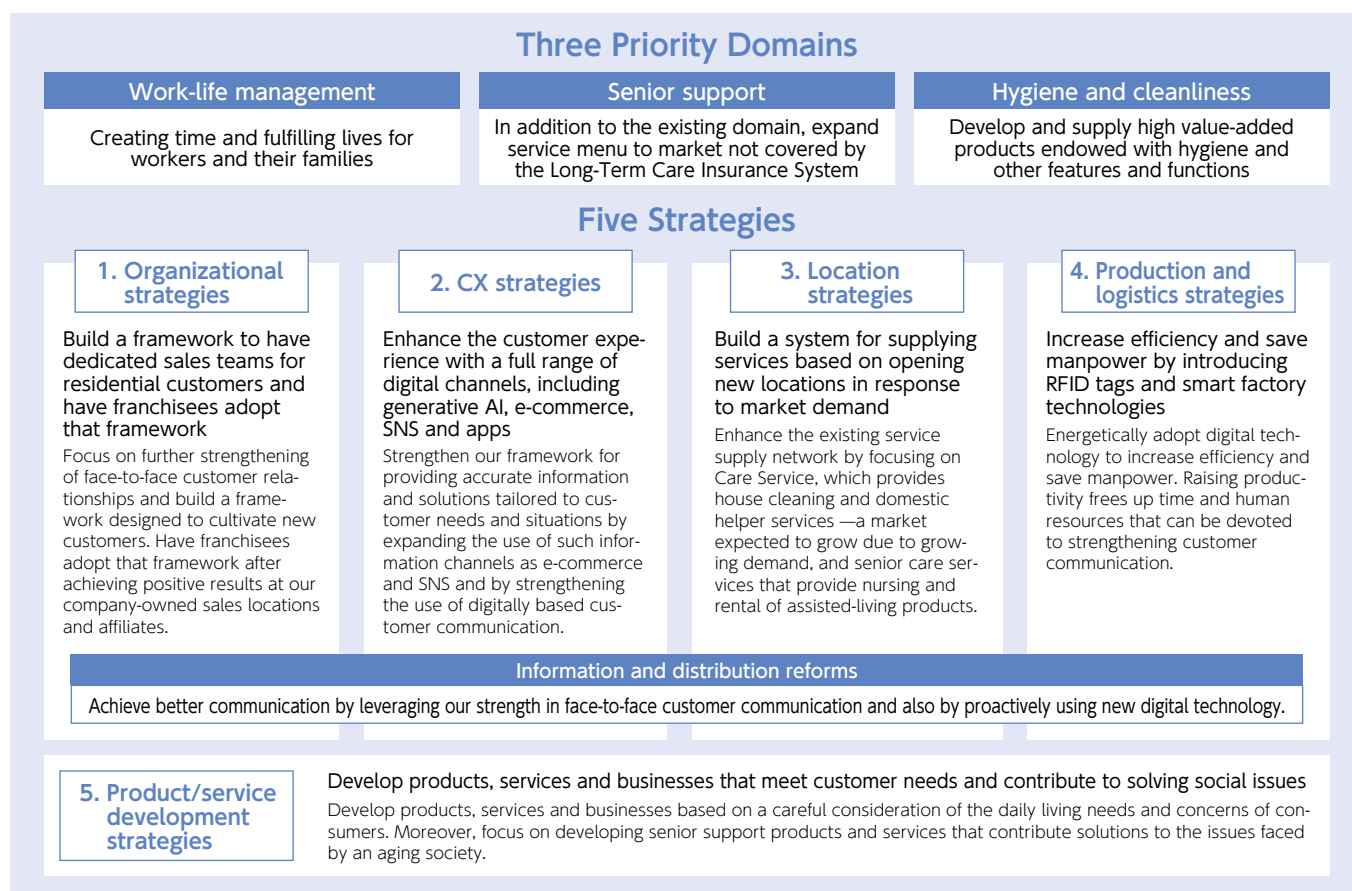 Three Priority Domains
Work-life management
Creating time and fulfilling lives for
workers and their families
Senior support
In addition to the existing domain, expand
service menu to market not covered by
the Long-Term Care Insurance System
Hygiene and cleanliness
Develop and supply high value-added
products endowed with hygiene and
other features and functions
Five Strategies
1. Organizational
strategies
Build a framework to have
dedicated sales teams for
residential customers and
have franchisees adopt
that framework
Focus on further strengthening
of face-to-face customer rela-
tionships and build a frame-
work designed to cultivate new
customers. Have franchisees
adopt that framework after
achieving positive results at our
company-owned sales locations
and affiliates.
2. CX strategies
Enhance the customer expe-
rience with a full range of
digital channels, including
generative AI, e-commerce,
SNS and apps
Strengthen our framework for
providing accurate information
and solutions tailored to cus-
tomer needs and situations by
expanding the use of such infor-
mation channels as e-commerce
and SNS and by strengthening
the use of digitally based cus-
tomer communication.
3. Location
strategies
Build a system for supplying
services based on opening
new locations in response
to market demand
Enhance the existing service
supply network by focusing on
Care Service, which provides
house cleaning and domestic
helper services —a market
expected to grow due to grow-
ing demand, and senior care ser-
vices that provide nursing and
rental of assisted-living products.
4. Production and
logistics strategies
Increase efficiency and save
manpower by introducing
RFID tags and smart factory
technologies
Energetically adopt digital tech-
nology to increase efficiency and
save manpower. Raising produc-
tivity frees up time and human
resources that can be devoted
to strengthening customer
communication.
Information and distribution reforms
Achieve better communication by leveraging our strength in face-to-face customer communication and also by proactively using new digital technology.
5. Product/service
development
strategies
Develop products, services and businesses that meet customer needs and contribute to solving social issues
Develop products, services and businesses based on a careful consideration of the daily living needs and concerns of con-
sumers. Moreover, focus on developing senior support products and services that contribute solutions to the issues faced
by an aging society.